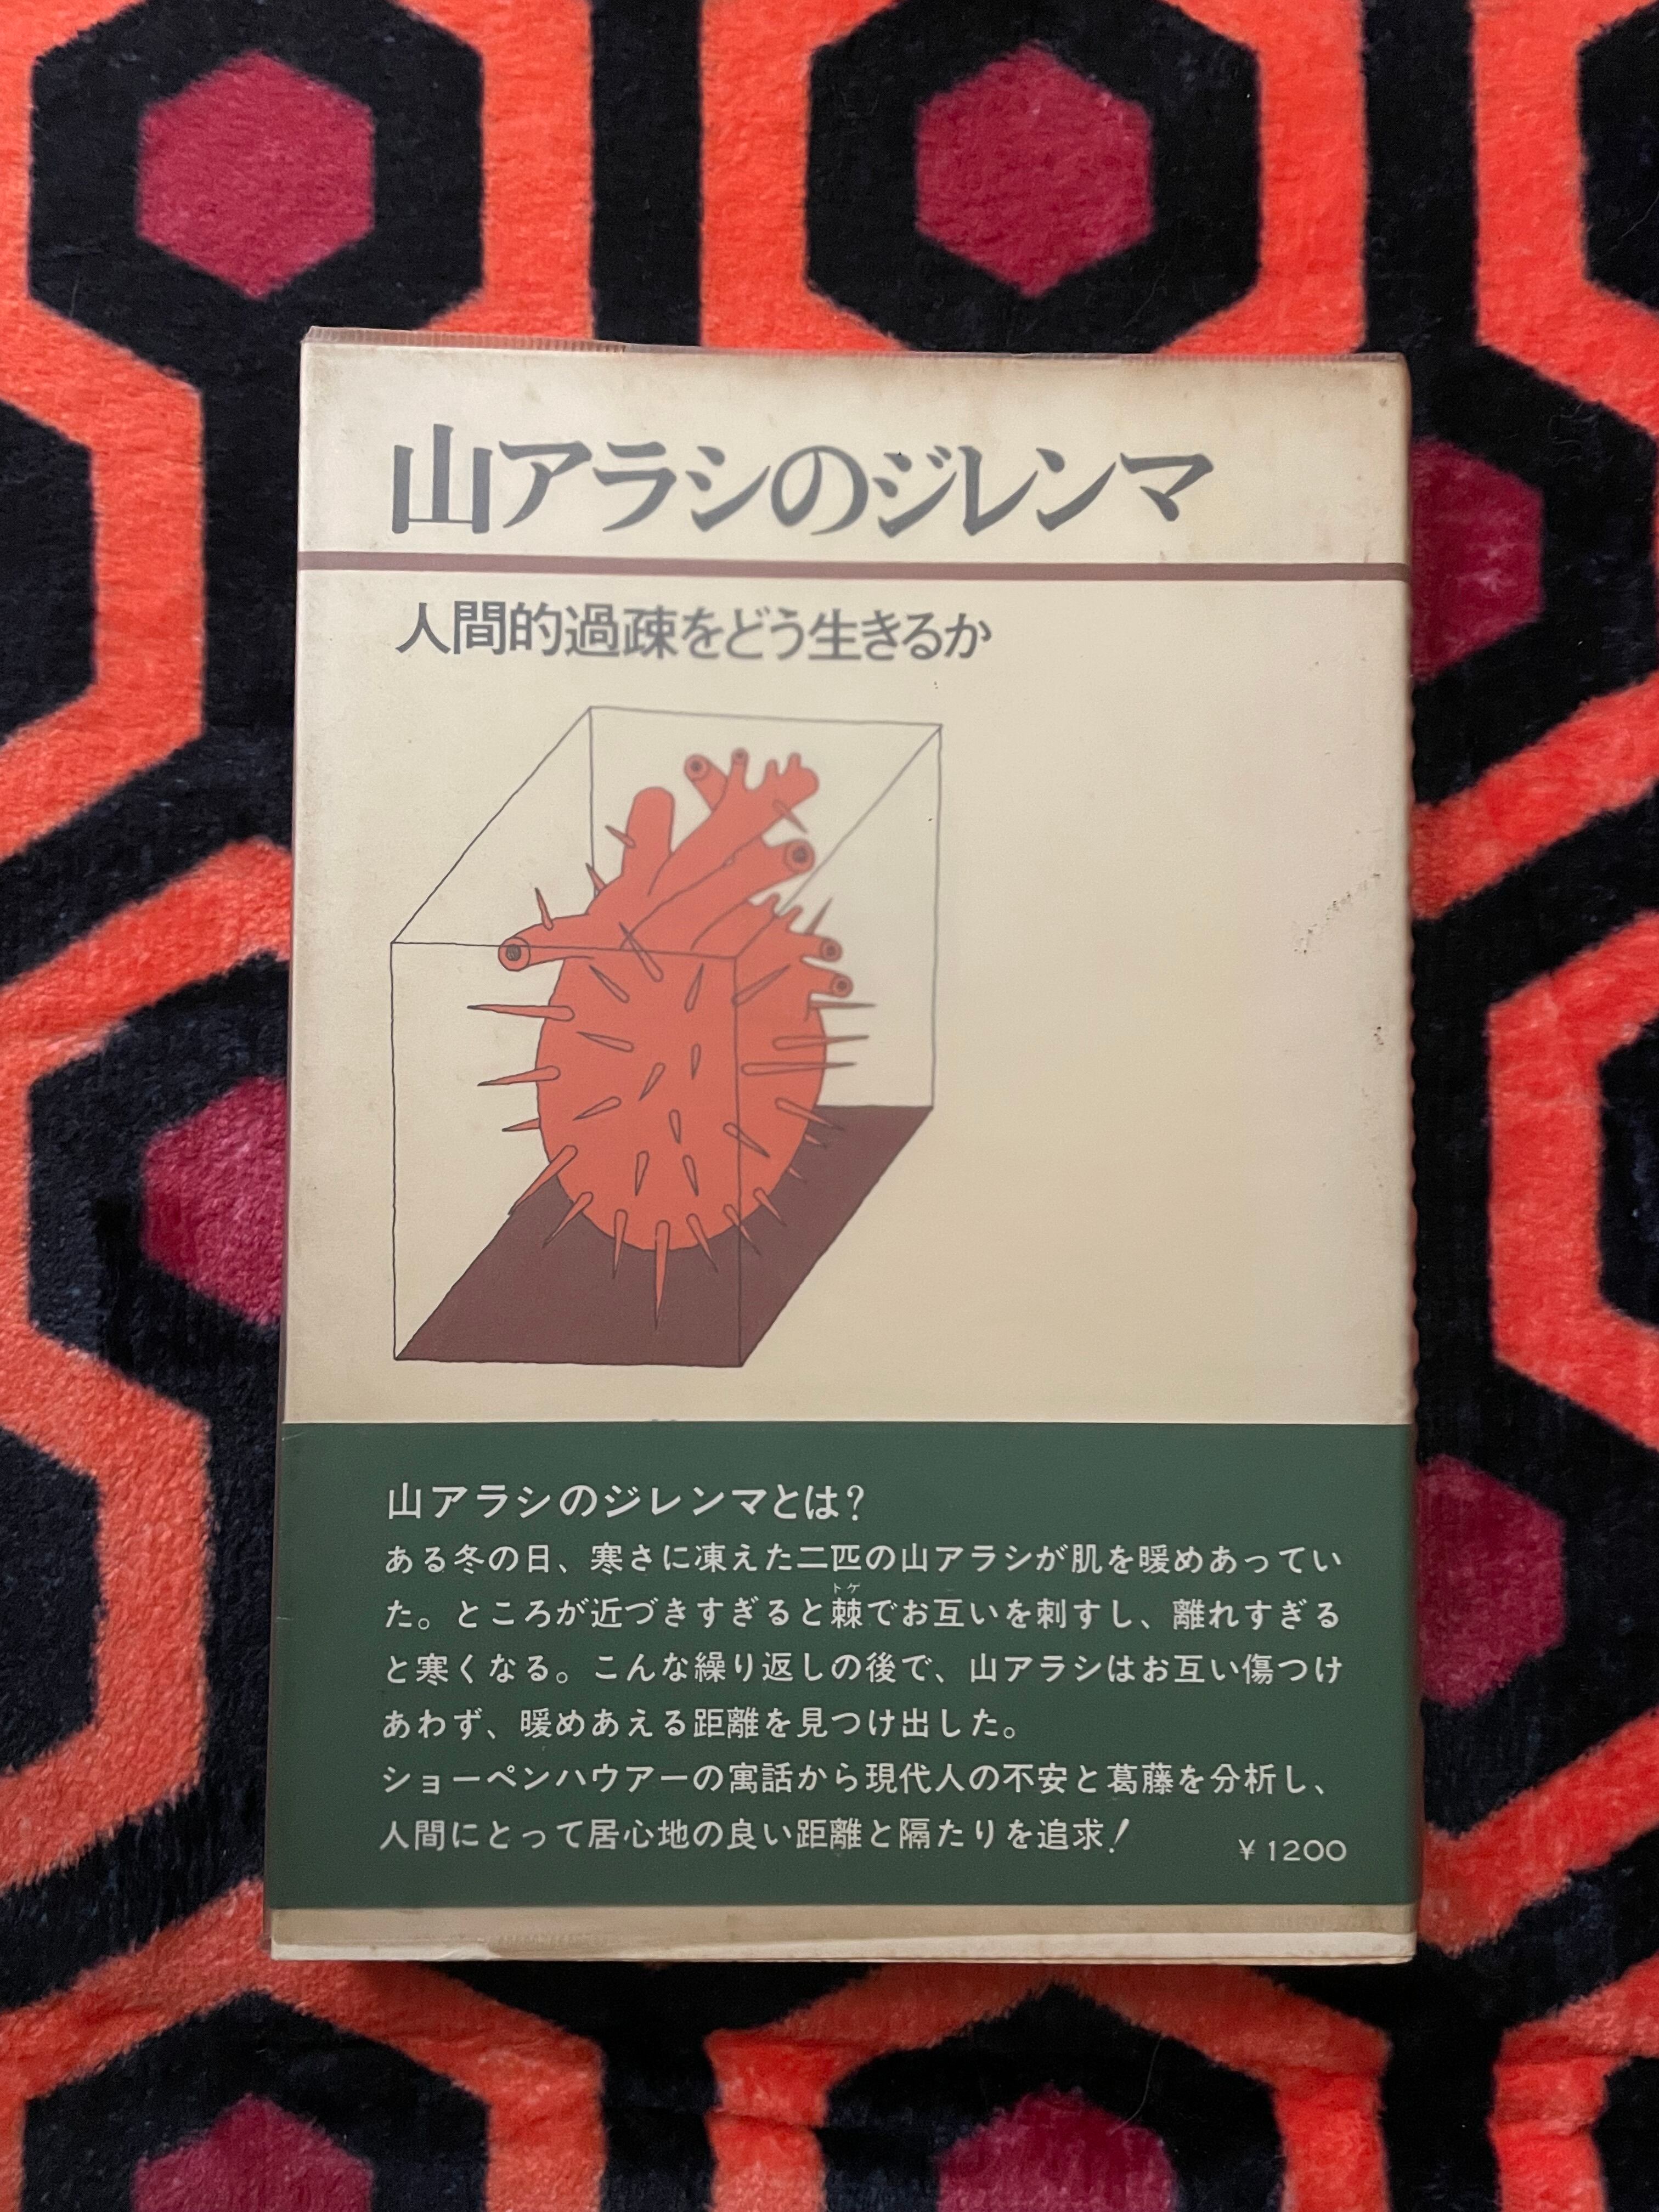 山アラシのジレンマ
人間的過疎をどう生きるか
山アラシのジレンマとは？
ある冬の日、寒さに凍えた二匹の山アラシが肌を暖めあってい
トゲ
た。ところが近づきすぎると棘でお互いを刺すし、離れすぎる
と寒くなる。こんな繰り返しの後で、山アラシはお互い傷つけ
あわず、暖めあえる距離を見つけ出した。
ショーペンハウアーの寓話から現代人の不安と葛藤を分析し、
人間にとって居心地の良い距離と隔たりを追求！
￥1200